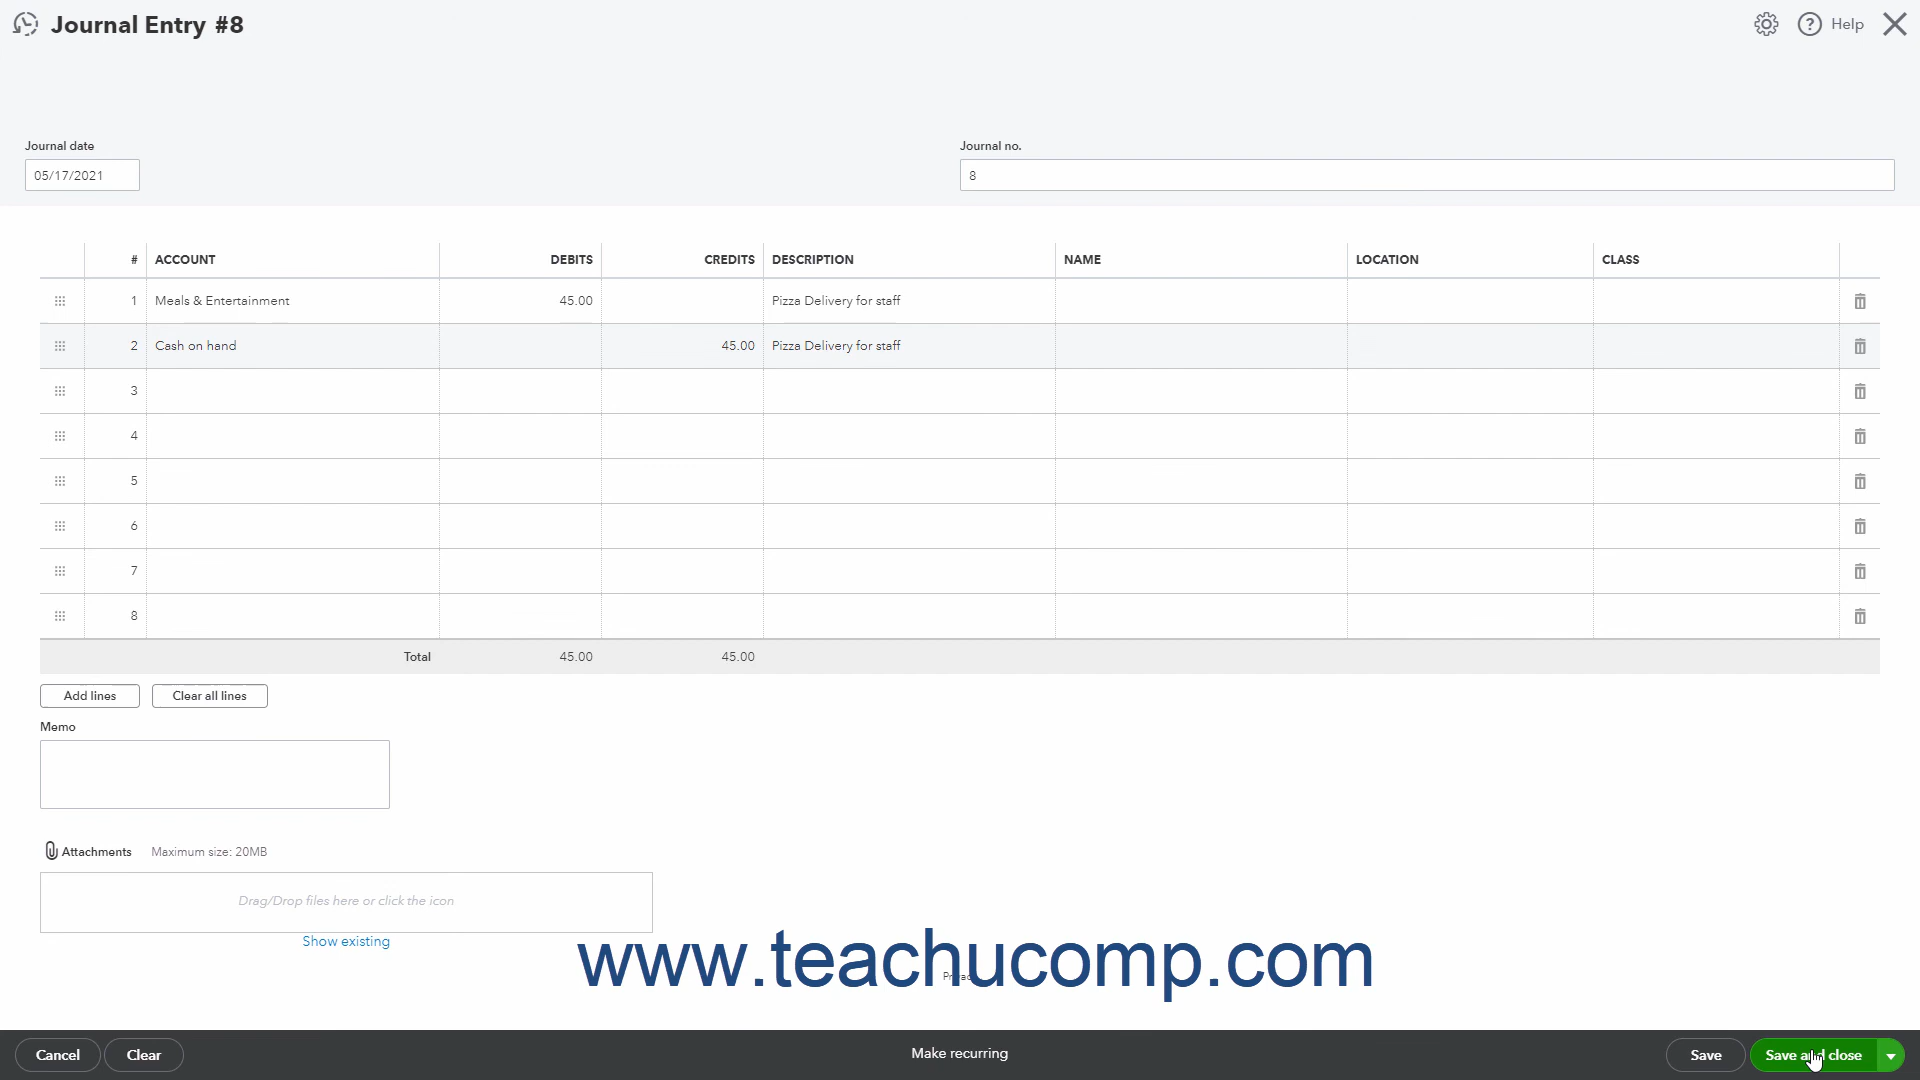 Journal Entry #8
Help
Journal date
Journal no.
05/17/2021
8
# ACCOUNT DEBITS CREDITS DESCRIPTION NAME LOCATION CLASS
1 Meals & Entertainment 45.00 Pizza Delivery for staff
2 Cash on hand 45.00 Pizza Delivery for staff
3
4
5
6
7
8
Total 45.00 45.00
Add lines Clear all lines
Memo
Attachments Maximum size: 20MB
Drag/Drop files here or click the icon
Show existing
www.teachucomp.com
Cancel Clear Make recurring Save Save and close